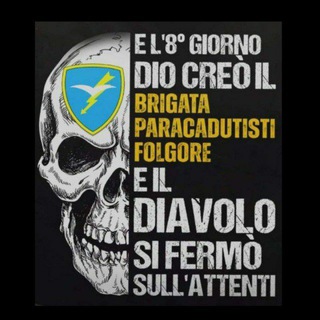 E L'8° GIORNO
DIO CREÒ IL
BRIGATA
PARACADUTISTI
FOLGORE
E IL
DIAVOLO
SI FERMÒ
SULL'ATTENTI